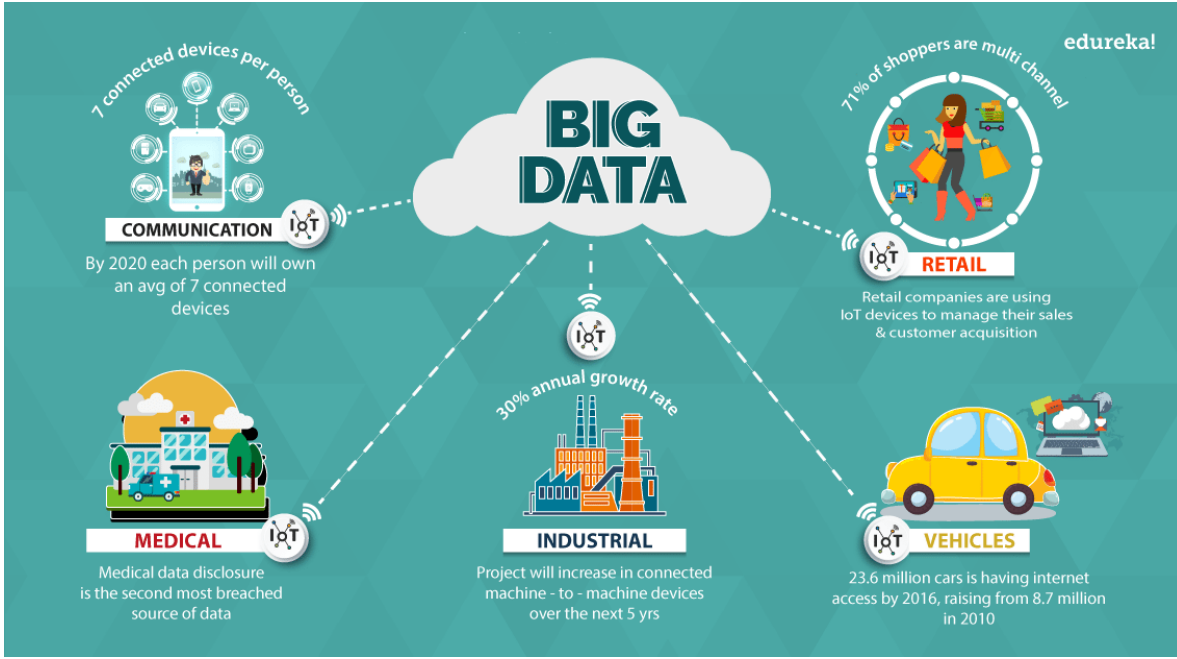 edureka!
BIG
DATA
7 connected devices per person
COMMUNICATION
IoT
By 2020 each person will own
an avg of 7 connected
devices
71% of shoppers are multi channel
IoT
RETAIL
Retail companies are using
IoT devices to manage their sales
& customer acquisition
MEDICAL
IoT
Medical data disclosure
is the second most breached
source of data
IoT
30% annual growth rate
INDUSTRIAL
Project will increase in connected
machine - to - machine devices
over the next 5 yrs
IoT
VEHICLES
23.6 million cars is having internet
access by 2016, raising from 8.7 million
in 2010